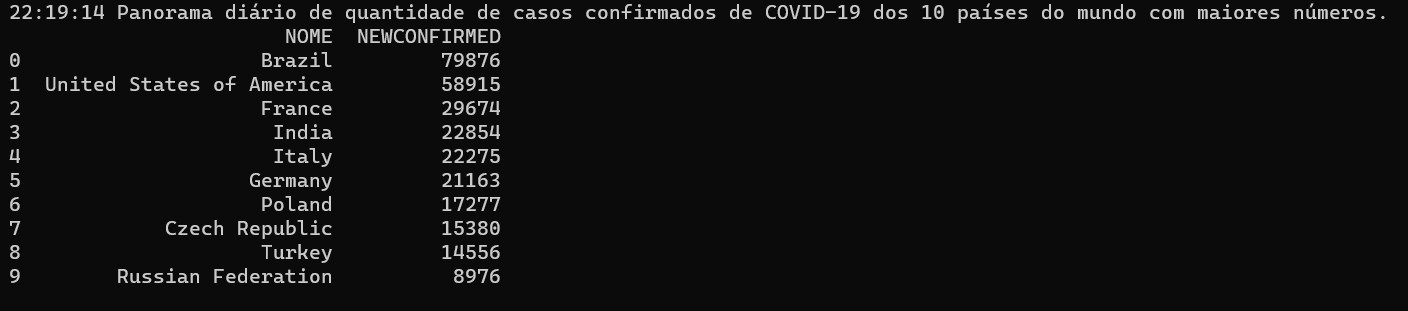 22:19:14 Panorama diário de quantidade de casos confirmados de COVID-19 dos 10 países do mundo com maiores números.
NOME NEWCONFIRMED
0 Brazil 79876
1 United States of America 58915
2 France 29674
3 India 22854
4 Italy 22275
5 Germany 21163
6 Poland 17277
7 Czech Republic 15380
8 Turkey 14556
9 Russian Federation 8976